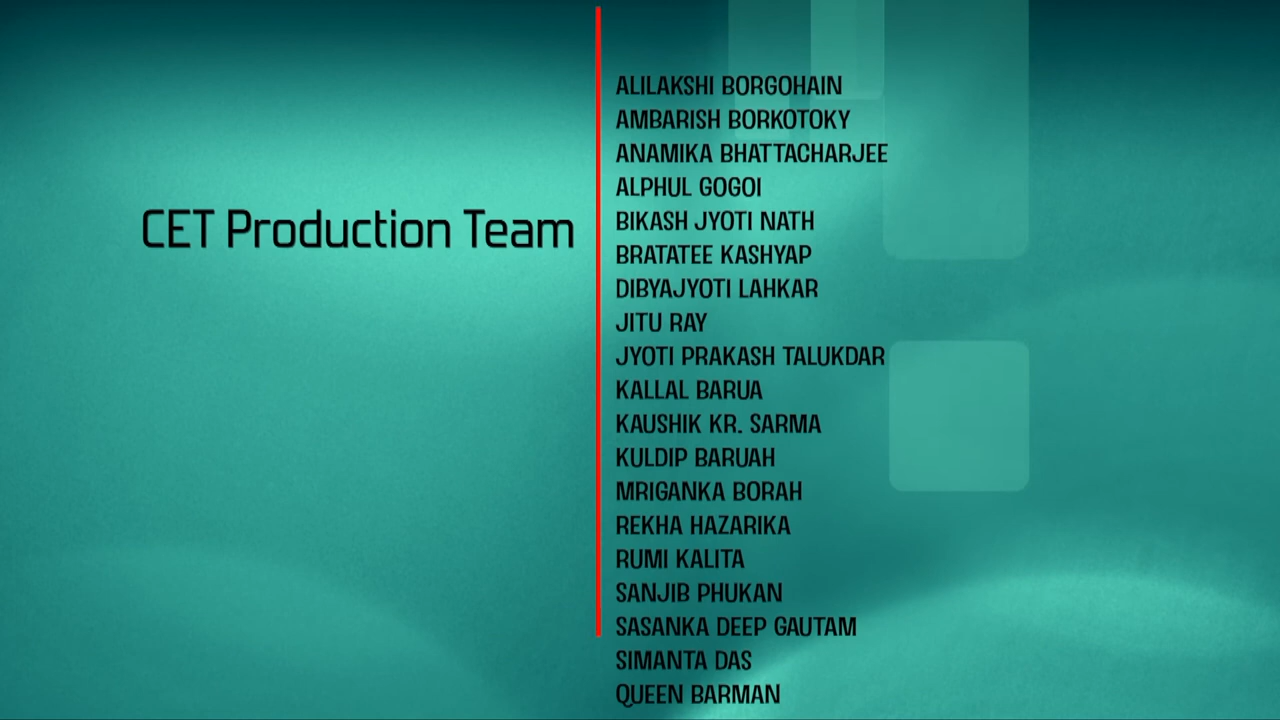 CET Production Team
ALILAKSHI BORGOHAIN
AMBARISH BORKOTOKY
ANAMIKA BHATTACHARJEE
ALPHUL GOGOI
BIKASH JYOTI NATH
BRATATEE KASHYAP
DIBYAJYOTI LAHKAR
JITU RAY
JYOTI PRAKASH TALUKDAR
KALLAL BARUA
KAUSHIK KR. SARMA
KULDIP BARUAH
MRIGANKA BORAH
REKHA HAZARIKA
RUMI KALITA
SANJIB PHUKAN
SASANKA DEEP GAUTAM
SIMANTA DAS
QUEEN BARMAN